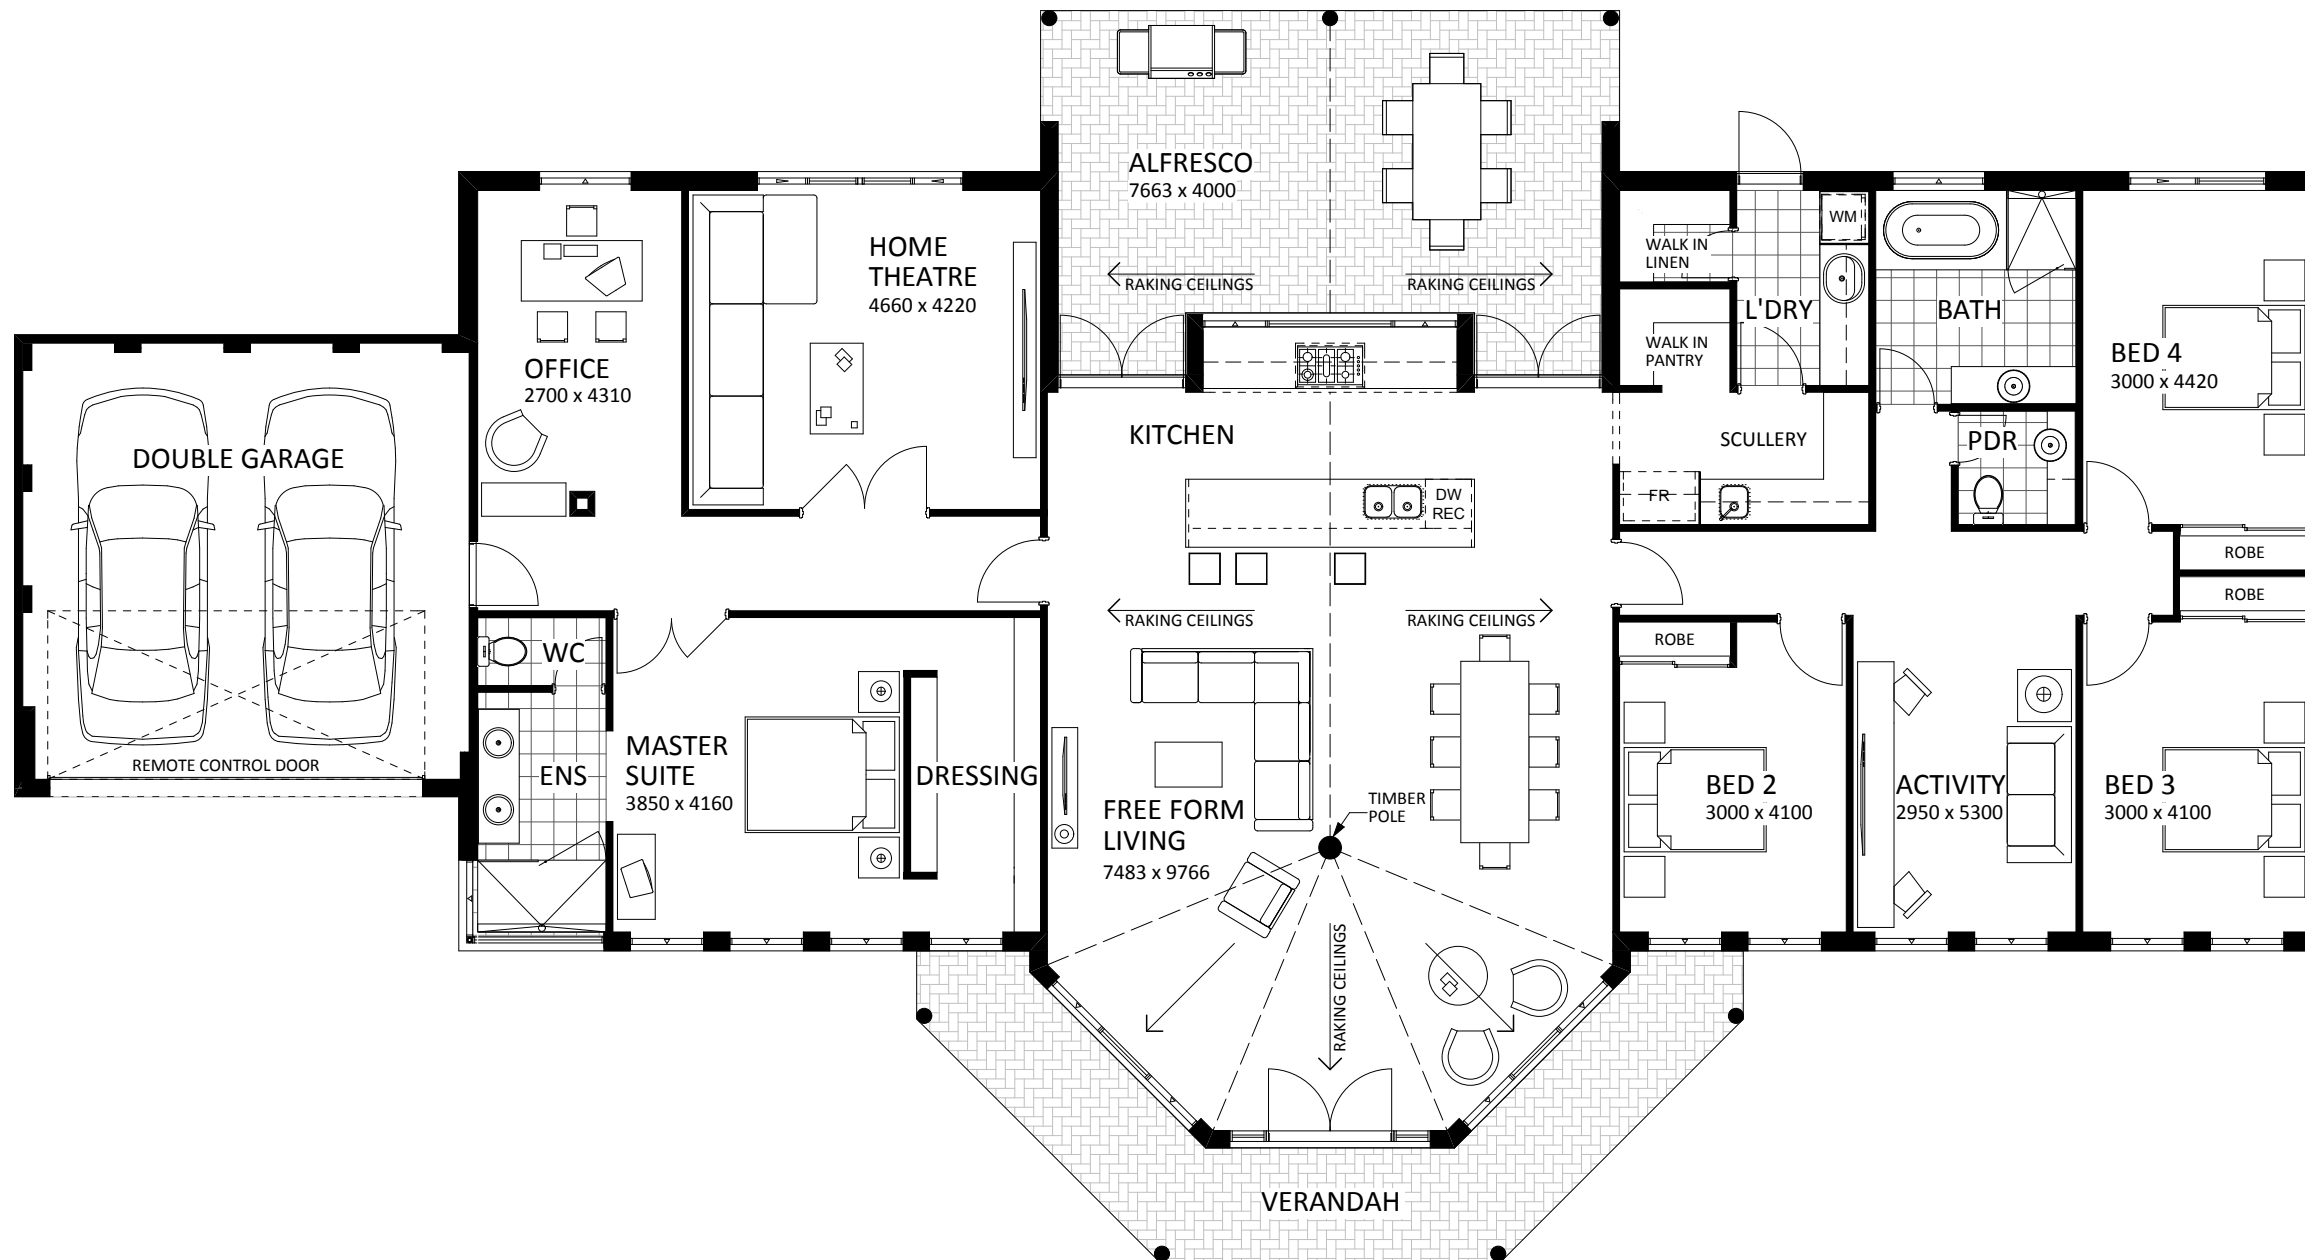 ALFRESCO
7663 x 4000
RAKING CEILINGS
RAKING CEILINGS
HOME
THEATRE
4660 x 4220
OFFICE
2700 x 4310
DOUBLE GARAGE
REMOTE CONTROL DOOR
WALK IN
LINEN
WM
L'DRY
WALK IN
PANTRY
BATH
BED 4
3000 x 4420
KITCHEN
SCULLERY
PDR
FR
DW
REC
ROBE
ROBE
RAKING CEILINGS
RAKING CEILINGS
WC
ENS
MASTER
SUITE
3850 x 4160
DRESSING
FREE FORM
LIVING
7483 x 9766
TIMBER
POLE
ROBE
BED 2
3000 x 4100
ACTIVITY
2950 x 5300
BED 3
3000 x 4100
RAKING CEILINGS
VERANDAH